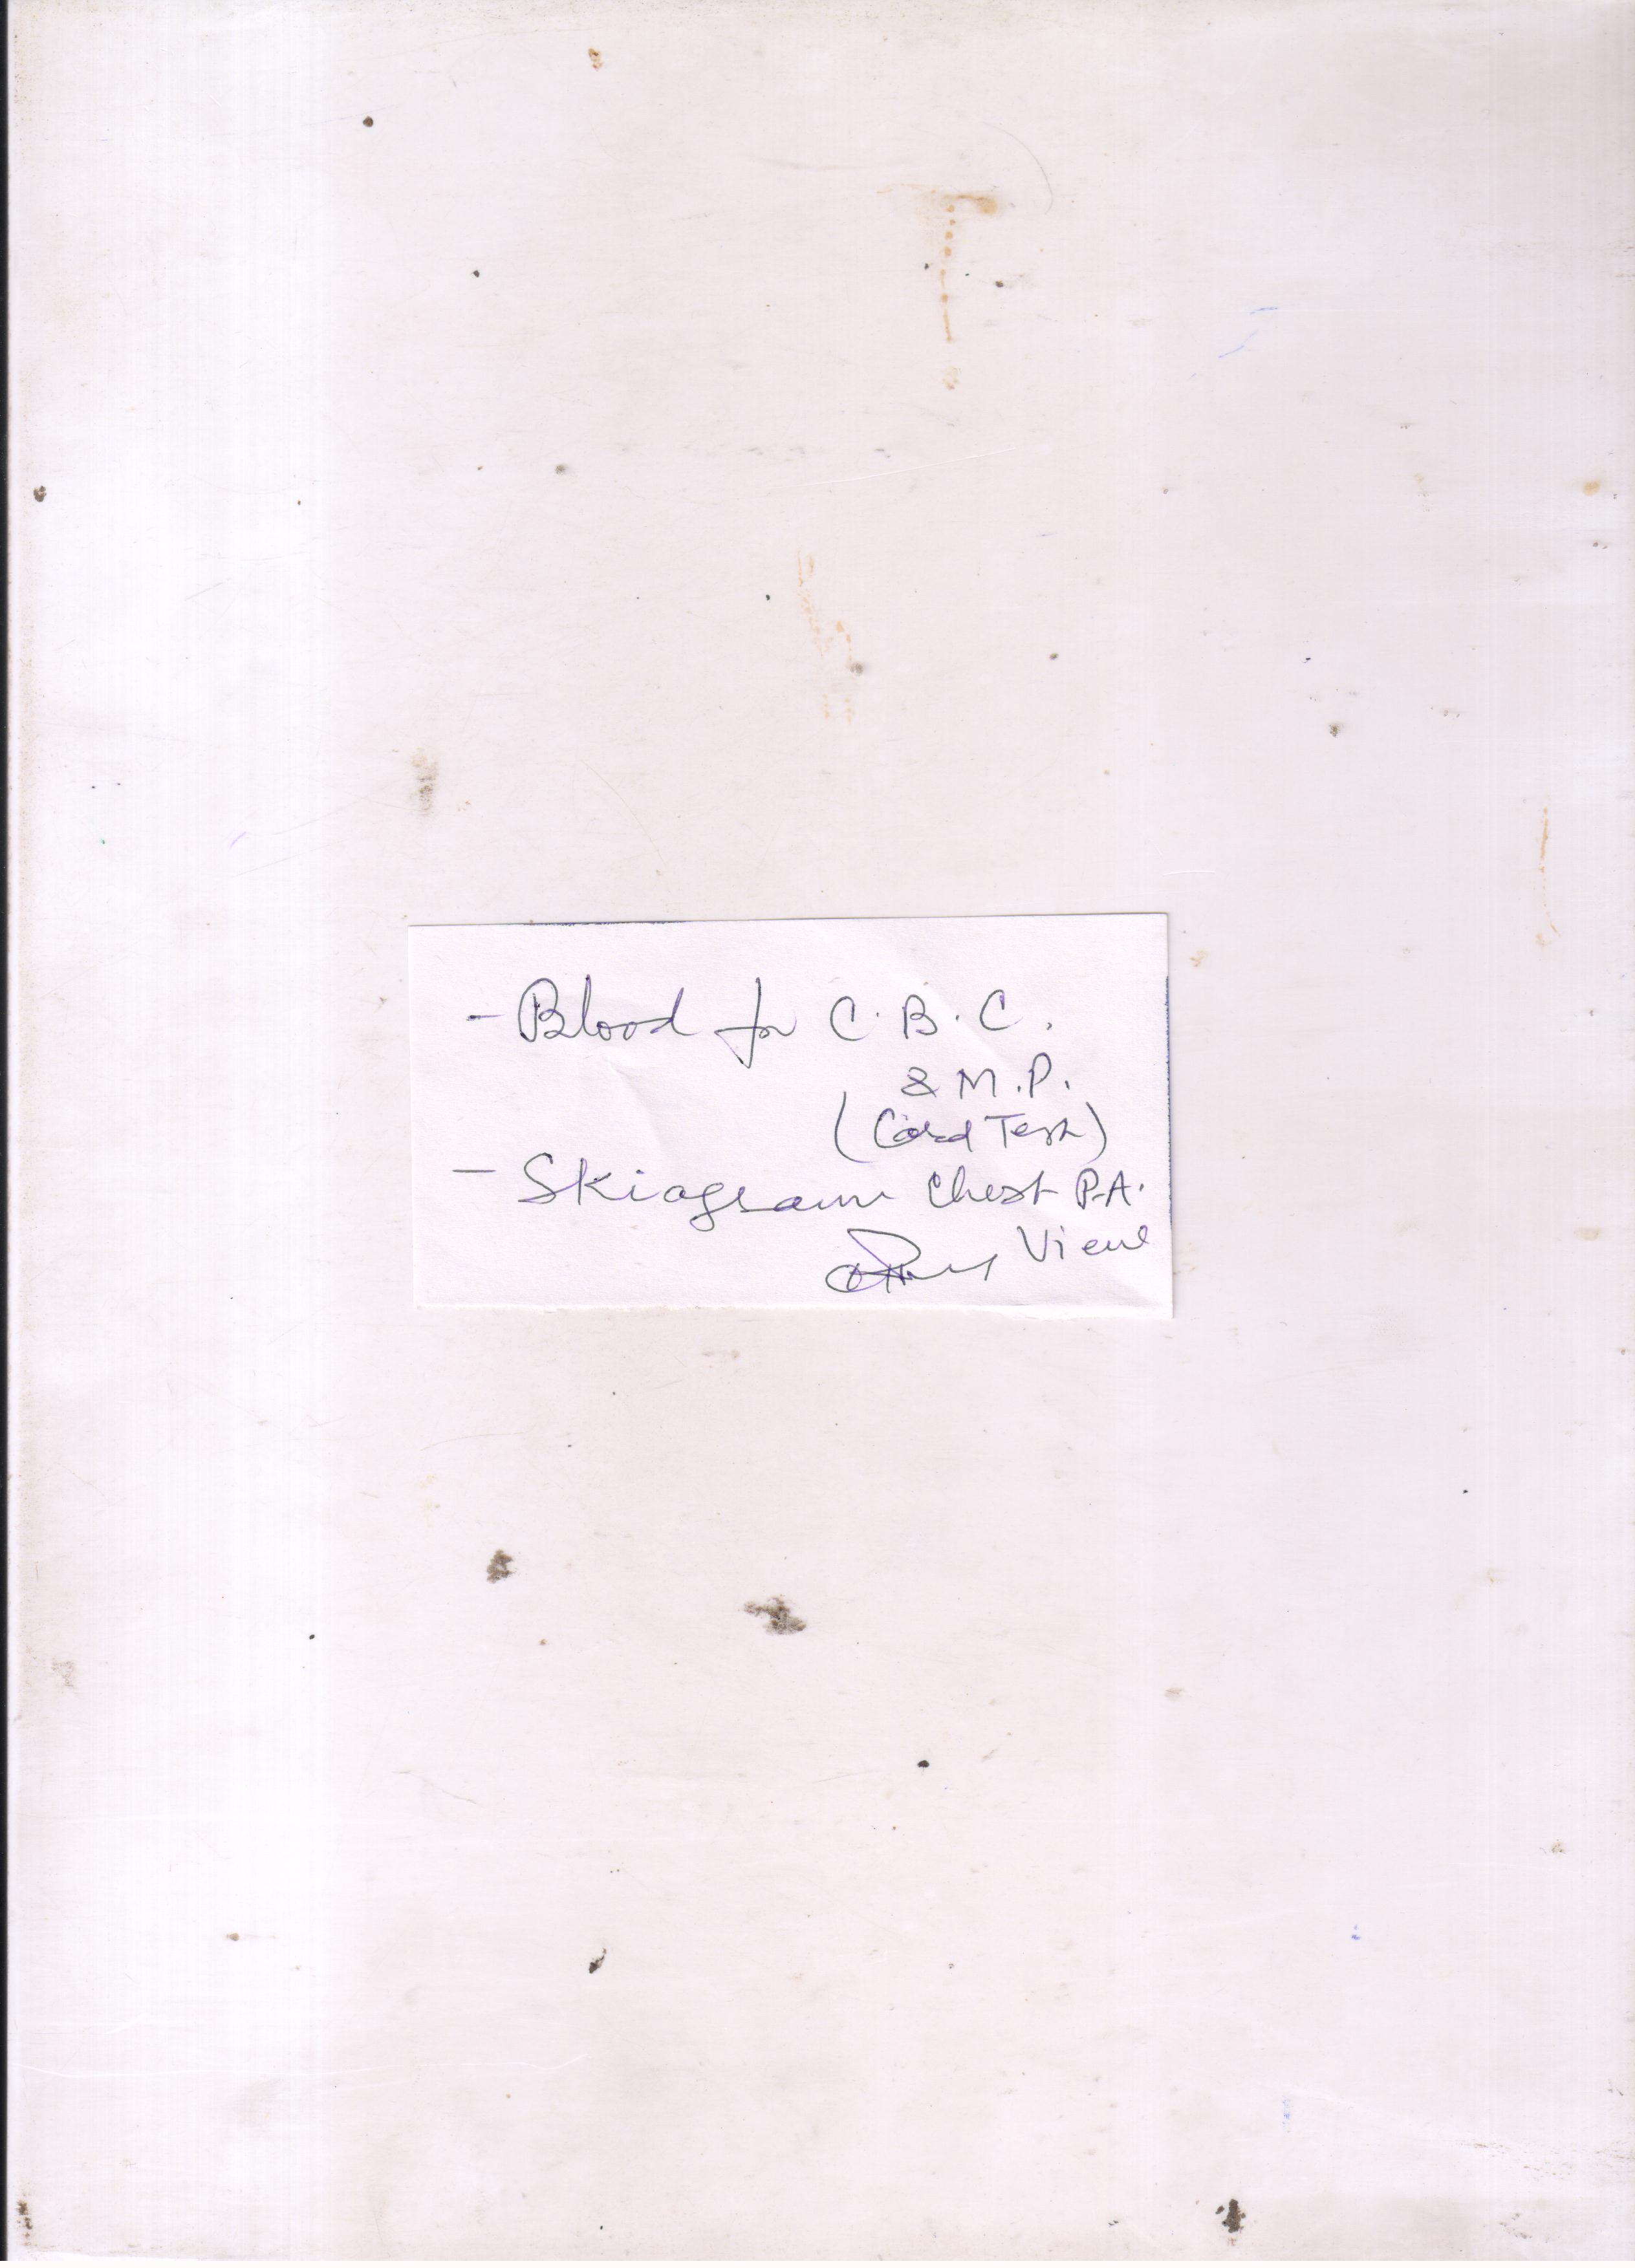 - Blood for C.B.C.
& M.P.
(Card Test)
- Skiagram Chest P.A.
View